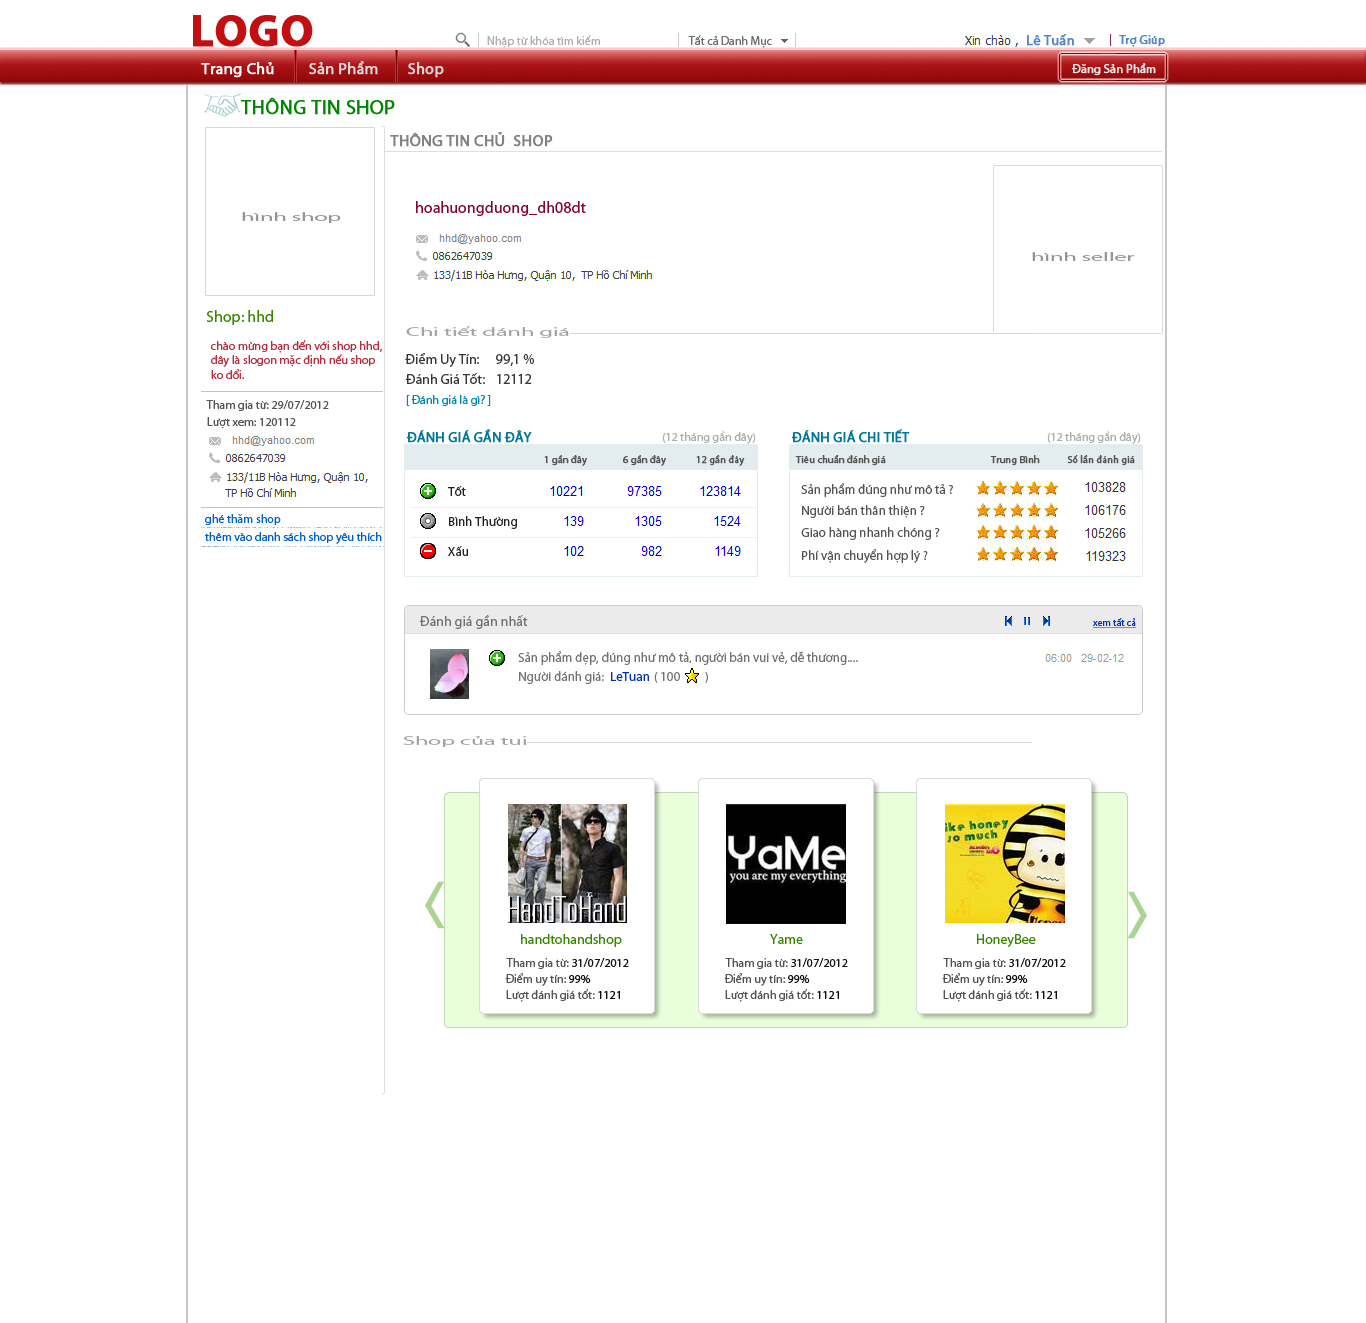 LOGO
Nhập từ khóa tìm kiếm
Tất cả Danh Mục
Xin chào , Lê Tuấn
Trợ Giúp
Trang Chủ
Sản Phẩm
Shop
Đăng Sản Phẩm
THÔNG TIN SHOP
hình shop
Shop: hhd
chào mừng bạn đến với shop hhd,
đây là slogon mặc định nếu shop
ko đổi.
Tham gia từ: 29/07/2012
Lượt xem: 120112
hhd@yahoo.com
0862647039
133/11B Hòa Hưng, Quận 10,
TP Hồ Chí Minh
ghé thăm shop
thêm vào danh sách shop yêu thích
THÔNG TIN CHỦ SHOP
hoahuongduong_dh08dt
hhd@yahoo.com
0862647039
133/11B Hòa Hưng, Quận 10, TP Hồ Chí Minh
hình seller
Chi tiết đánh giá
Điểm Uy Tín: 99,1 %
Đánh Giá Tốt: 12112
[ Đánh giá là gì? ]
ĐÁNH GIÁ GẦN ĐÂY (12 tháng gần đây)
1 gần đây 6 gần đây 12 gần đây
Tốt 10221 97385 123814
Bình Thường 139 1305 1524
Xấu 102 982 1149
ĐÁNH GIÁ CHI TIẾT (12 tháng gần đây)
Tiêu chuẩn đánh giá Trung Bình Số lần đánh giá
Sản phẩm đúng như mô tả ? 103828
Người bán thân thiện ? 106176
Giao hàng nhanh chóng ? 105266
Phí vận chuyển hợp lý ? 119323
Đánh giá gần nhất
xem tất cả
Sản phẩm đẹp, đúng như mô tả, người bán vui vẻ, dễ thương.... 06:00 29-02-12
Người đánh giá: LeTuan ( 100 )
Shop của tui
HandToHand
handtohandshop
Tham gia từ: 31/07/2012
Điểm uy tín: 99%
Lượt đánh giá tốt: 1121
YaMe
you are my everything
Yame
Tham gia từ: 31/07/2012
Điểm uy tín: 99%
Lượt đánh giá tốt: 1121
ike honey
so much
HoneyBee
Tham gia từ: 31/07/2012
Điểm uy tín: 99%
Lượt đánh giá tốt: 1121